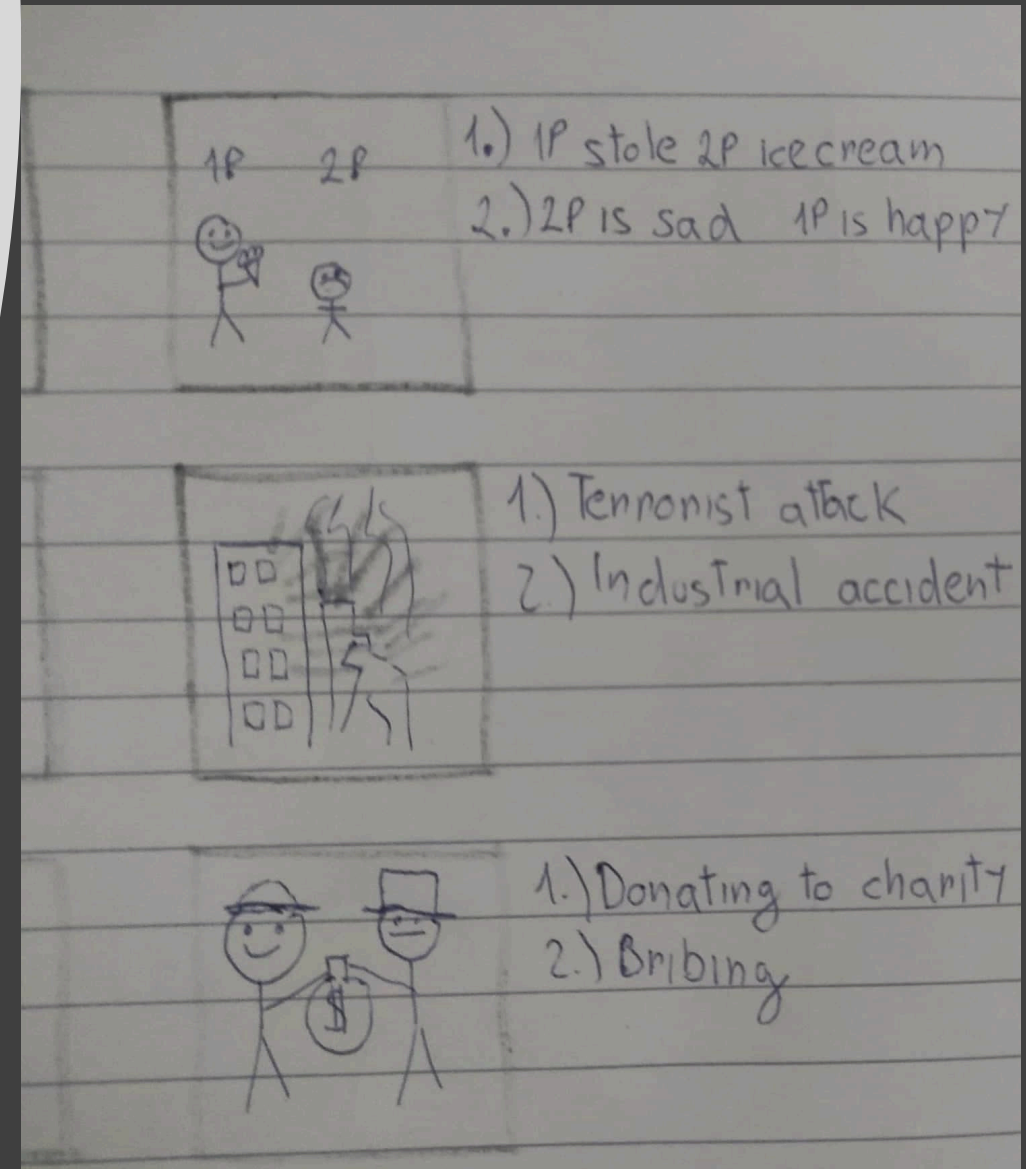 1P 2P
1.) 1P stole 2P icecream
2.) 2P is sad 1P is happy
1.) Terrorist attack
2.) Industrial accident
1.) Donating to charity
2.) Bribing
$